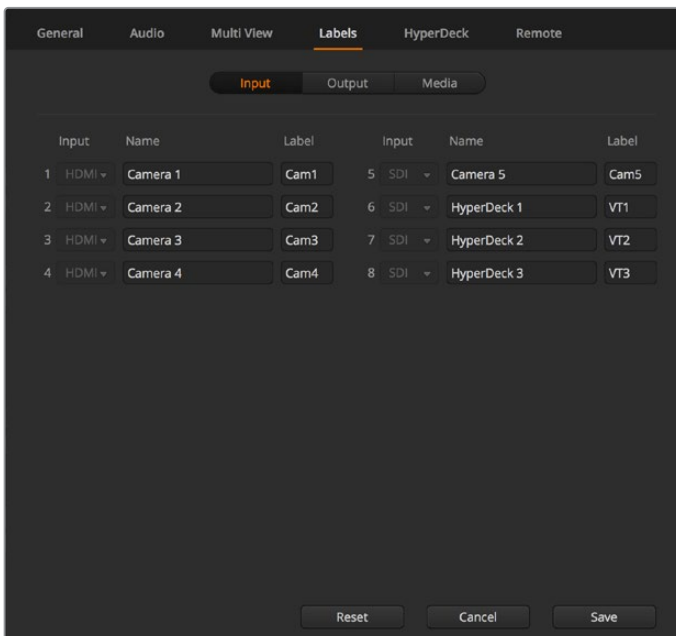 General Audio Multi View Labels HyperDeck Remote
Input Output Media
Input Name Label Input Name Label
1 HDMI Camera 1 Cam1 5 SDI Camera 5 Cam5
2 HDMI Camera 2 Cam2 6 SDI HyperDeck 1 VT1
3 HDMI Camera 3 Cam3 7 SDI HyperDeck 2 VT2
4 HDMI Camera 4 Cam4 8 SDI HyperDeck 3 VT3
Reset Cancel Save